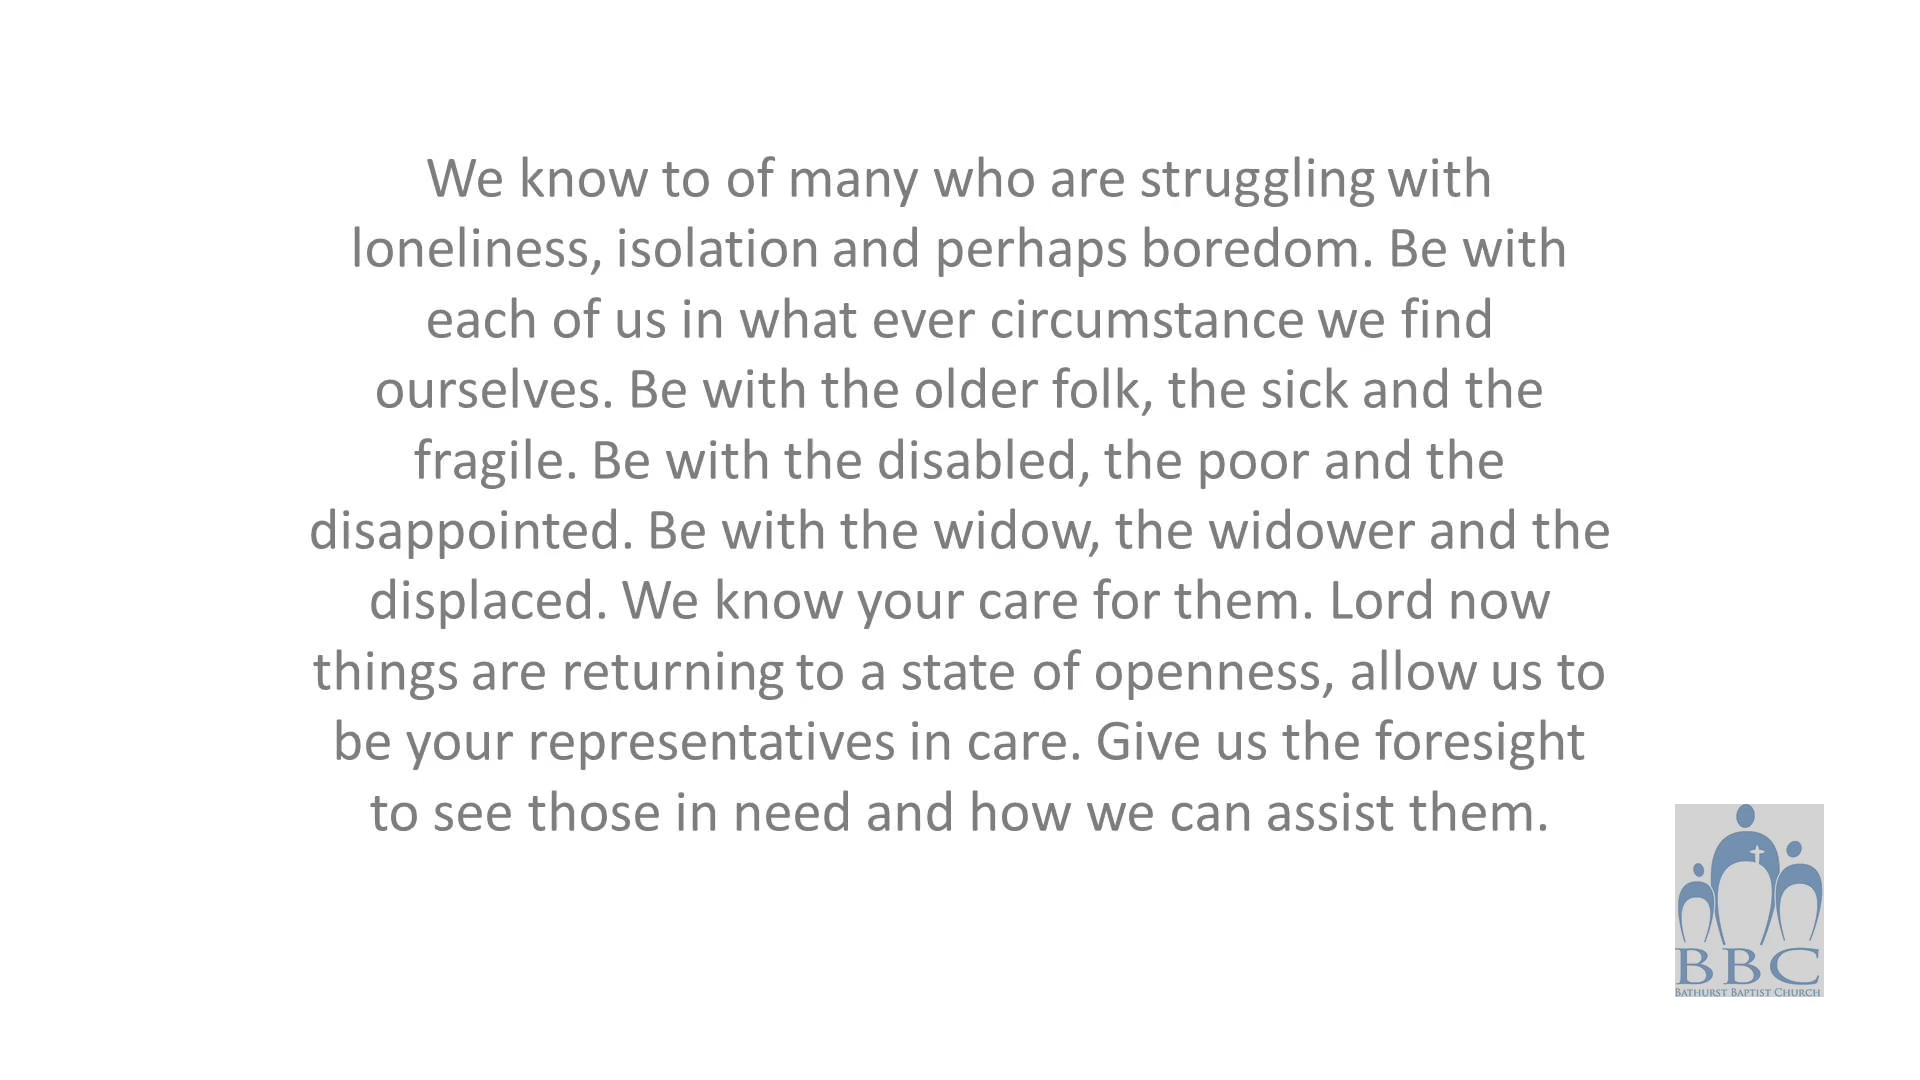 We know to of many who are struggling with
loneliness, isolation and perhaps boredom. Be with
each of us in what ever circumstance we find
ourselves. Be with the older folk, the sick and the
fragile. Be with the disabled, the poor and the
disappointed. Be with the widow, the widower and the
displaced. We know your care for them. Lord now
things are returning to a state of openness, allow us to
be your representatives in care. Give us the foresight
to see those in need and how we can assist them.
BBC
BATHURST BAPTIST CHURCH